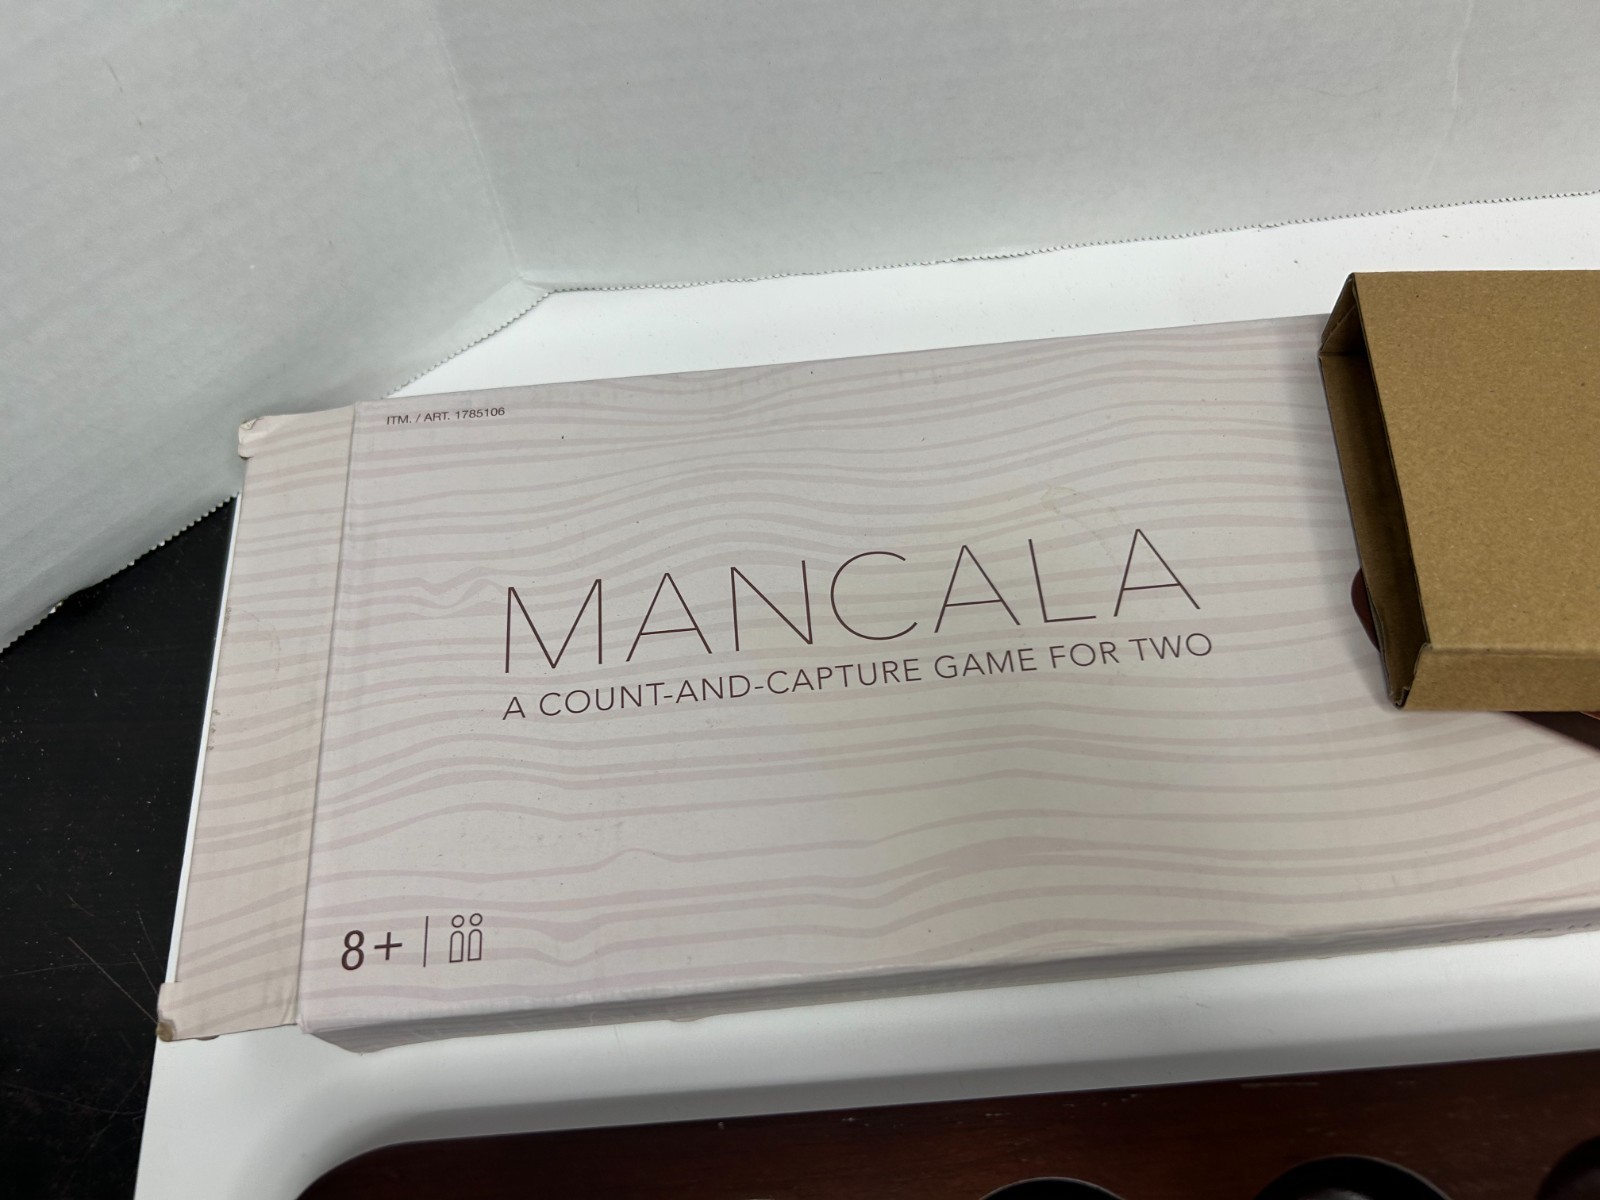 ITM. / ART. 1785106
MANCALA
A COUNT-AND-CAPTURE GAME FOR TWO
8+